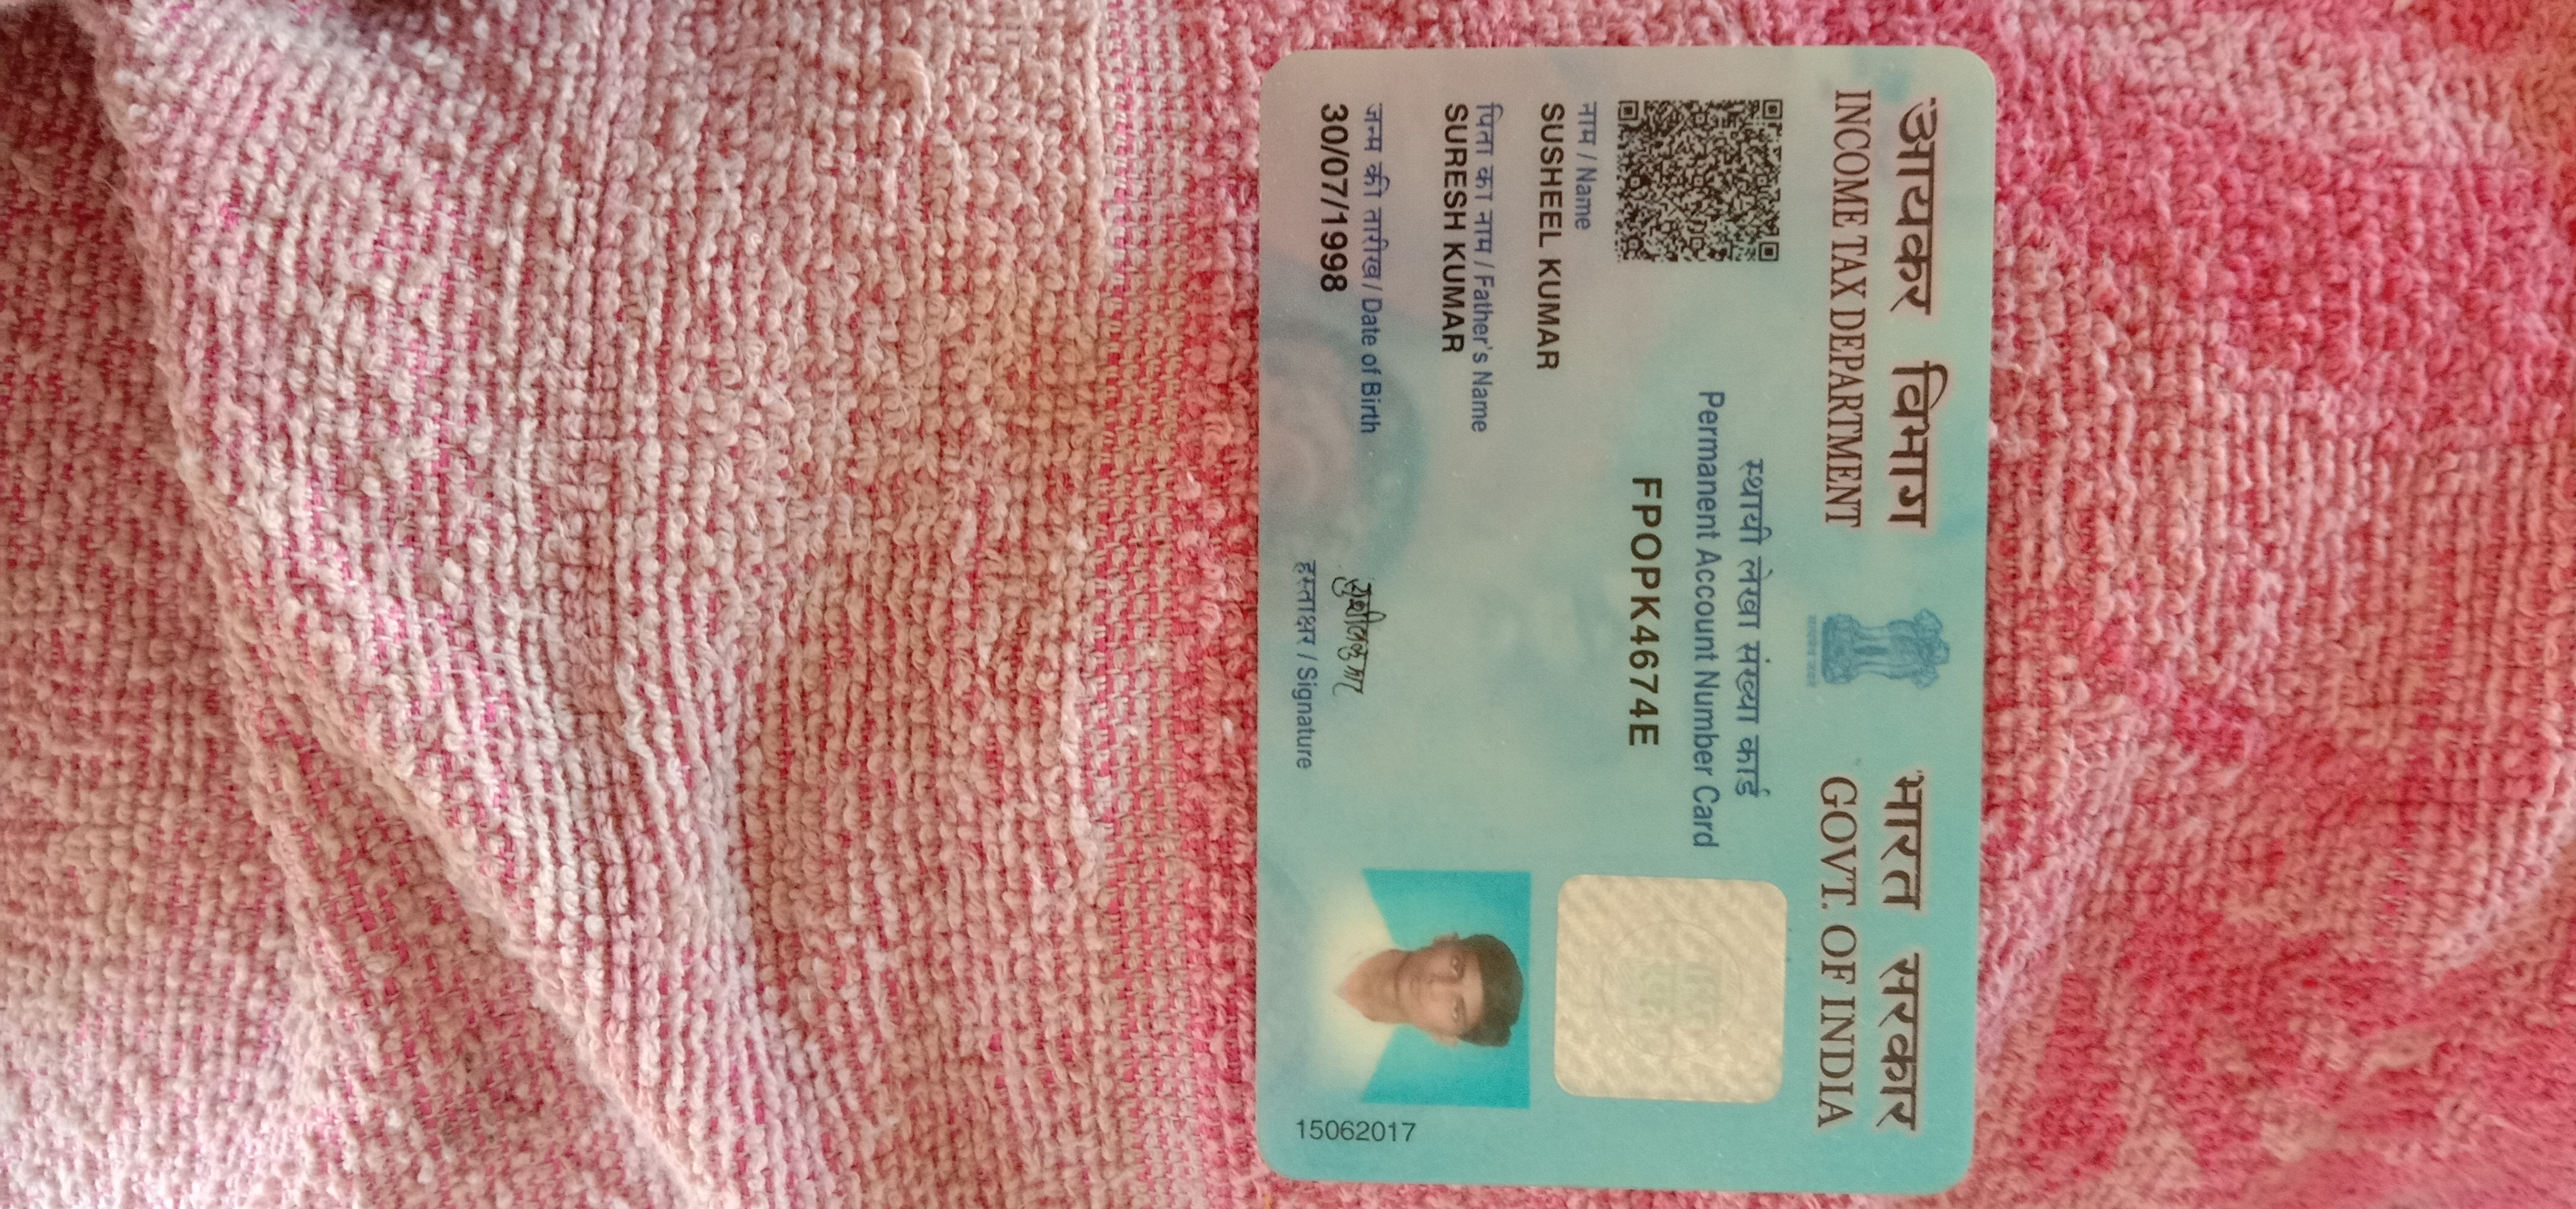 आयकर विभाग
INCOME TAX DEPARTMENT
भारत सरकार
GOVT. OF INDIA
स्थायी लेखा संख्या कार्ड
Permanent Account Number Card
FPOPK4674E
नाम / Name
SUSHEEL KUMAR
पिता का नाम / Father's Name
SURESH KUMAR
जन्म की तारीख / Date of Birth
30/07/1998
सुशील कुमार
हस्ताक्षर / Signature
15062017